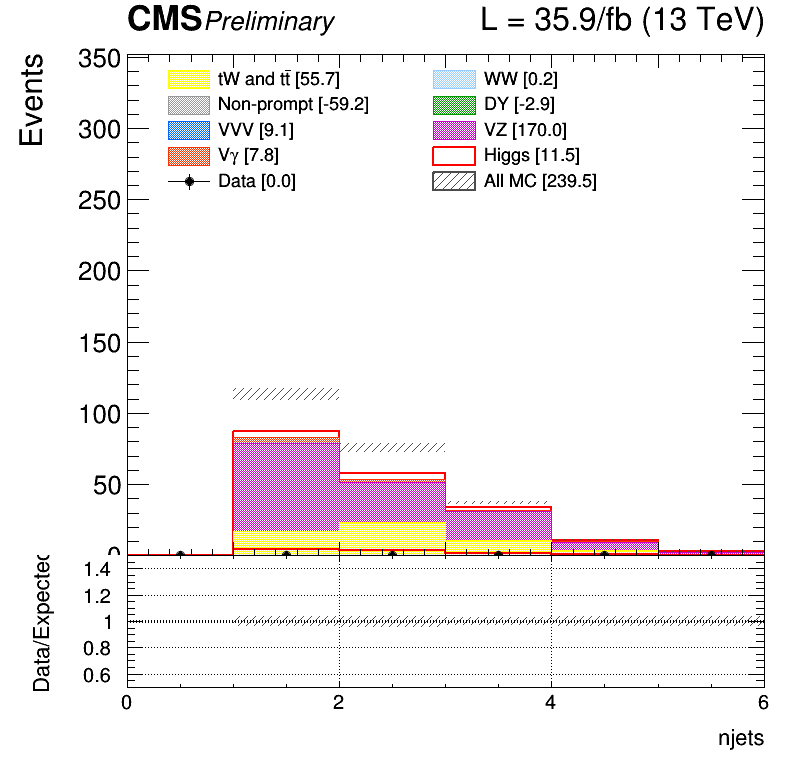 CMS Preliminary L = 35.9/fb (13 TeV)
Events
350
300
250
200
150
100
50
0
tW and tt̄ [55.7]
Non-prompt [-59.2]
VVV [9.1]
Vγ [7.8]
Data [0.0]
WW [0.2]
DY [-2.9]
VZ [170.0]
Higgs [11.5]
All MC [239.5]
Data/Expected
1.4
1.2
1
0.8
0.6
0 2 4 6
njets